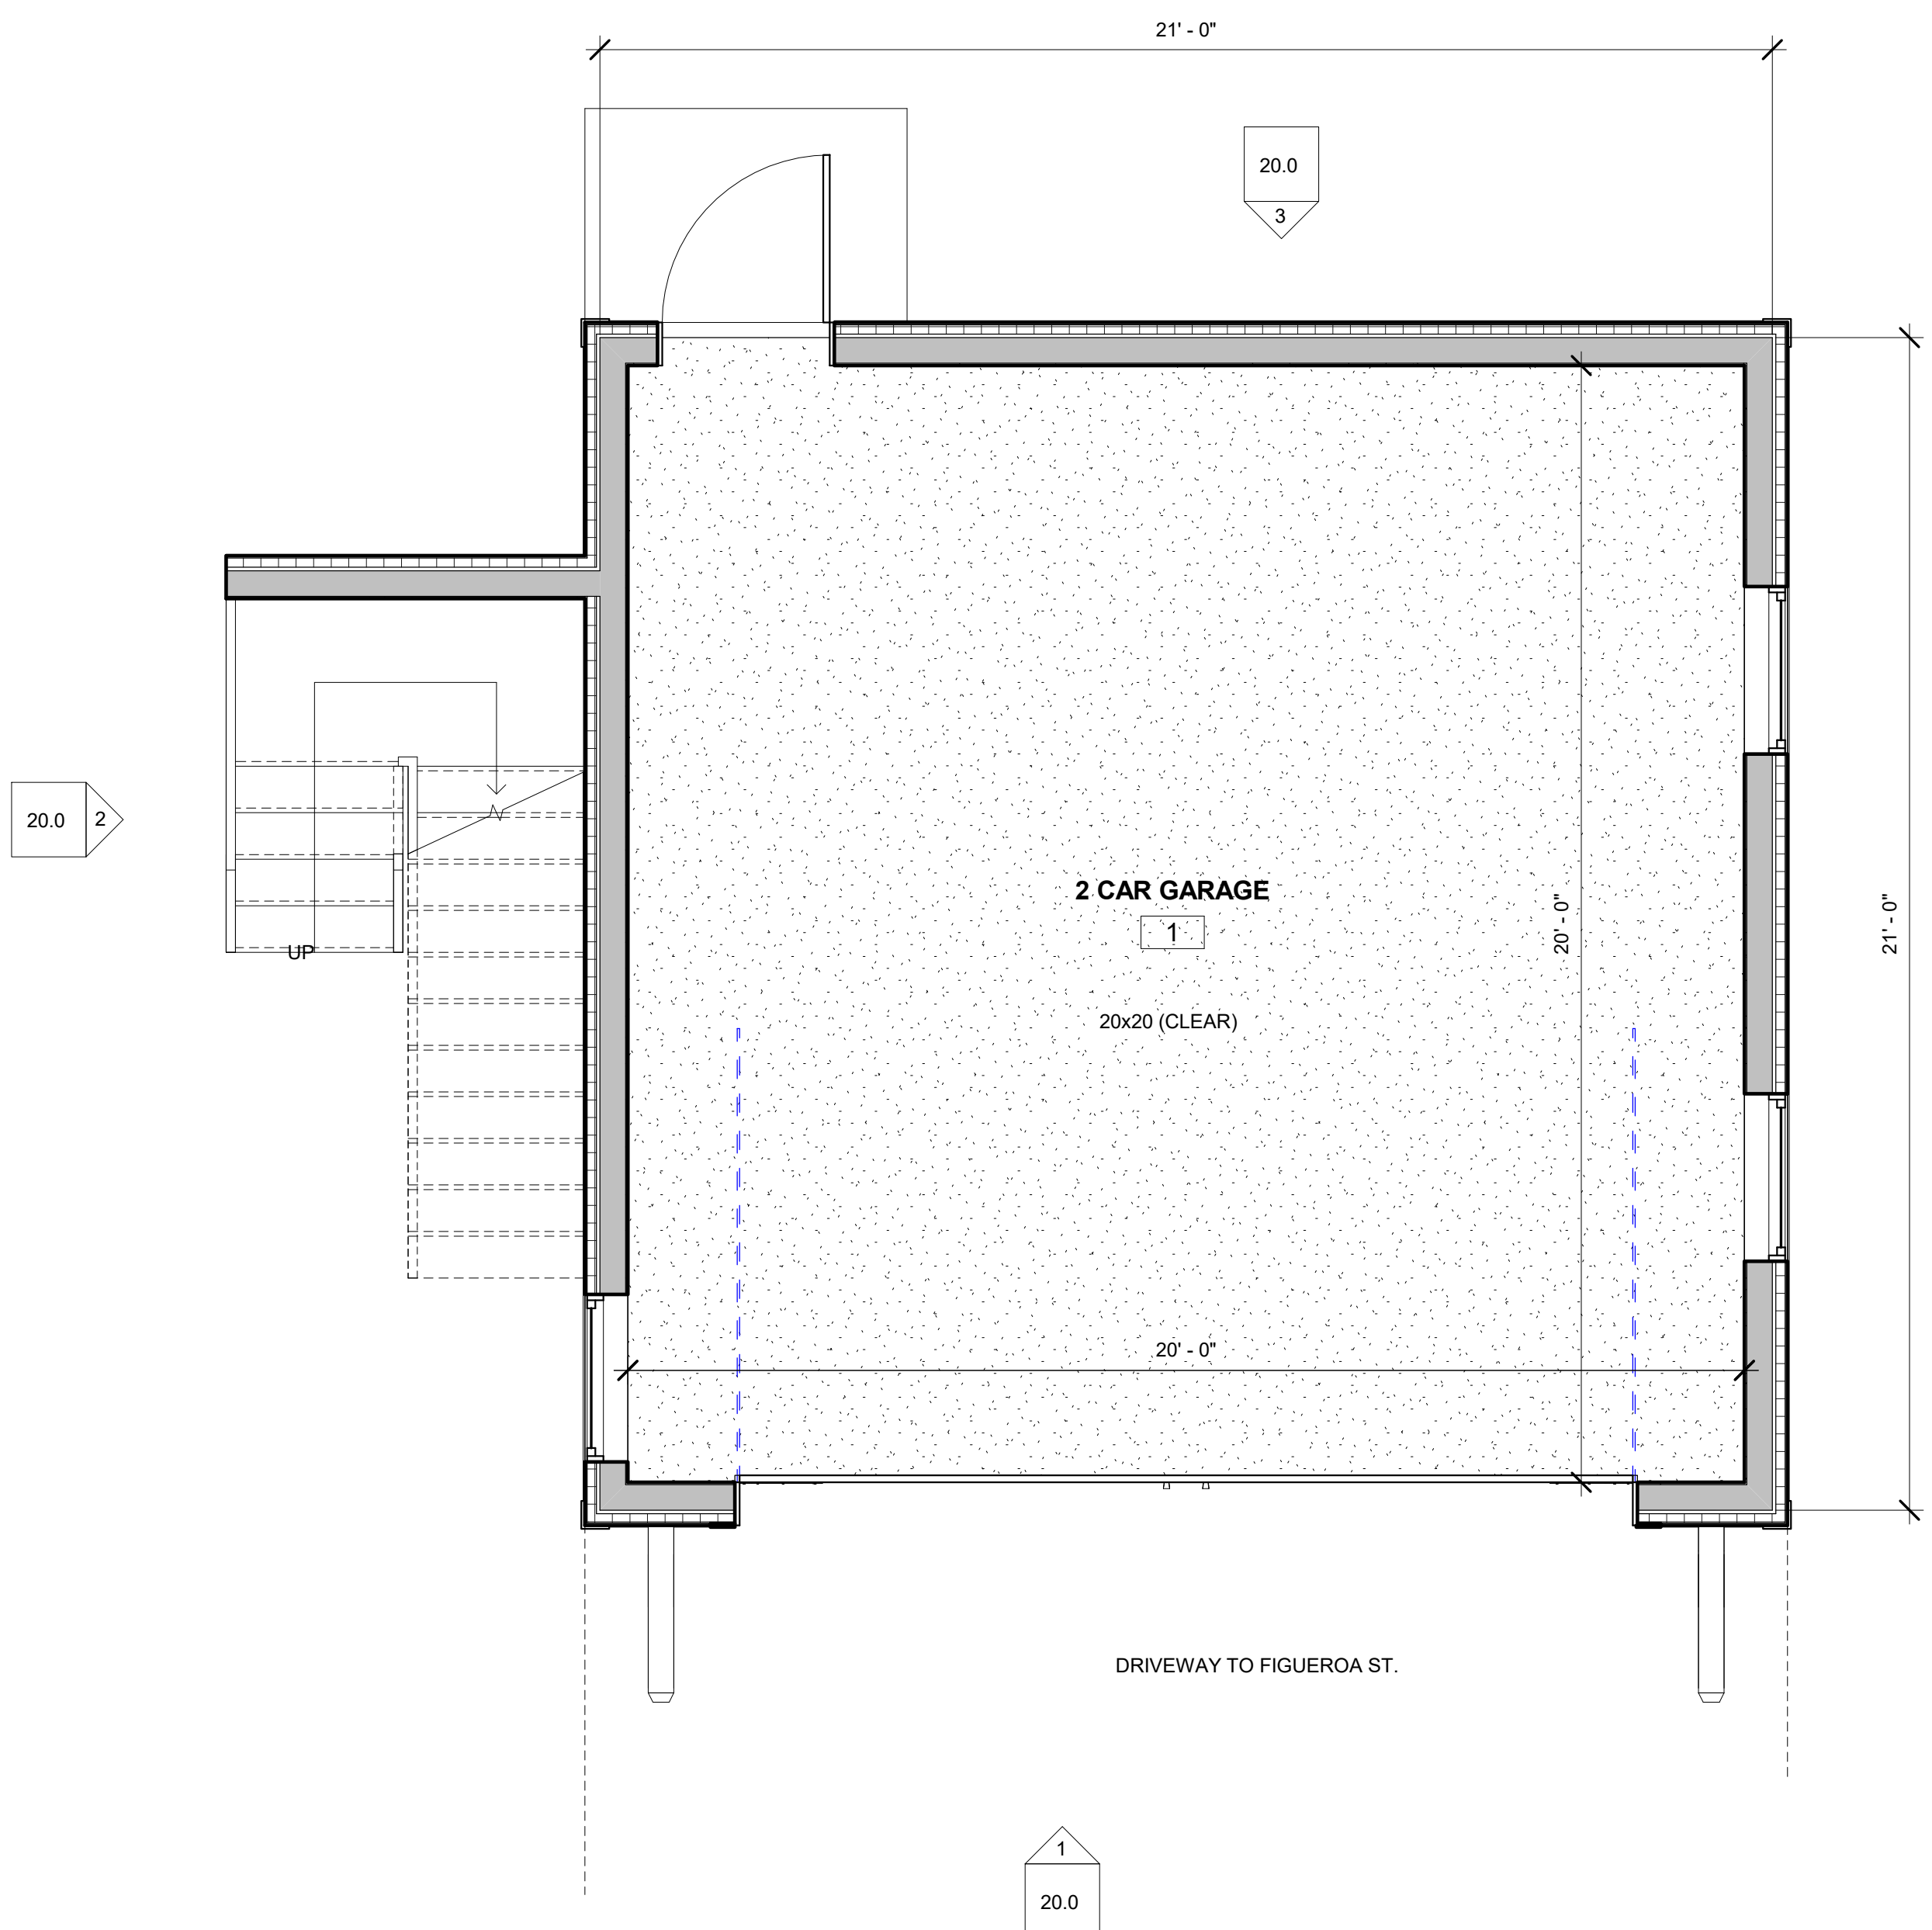 21' - 0"
20.0
3
20.0
2
2 CAR GARAGE
1
20' - 0"
21' - 0"
UP
20x20 (CLEAR)
20' - 0"
DRIVEWAY TO FIGUEROA ST.
1
20.0